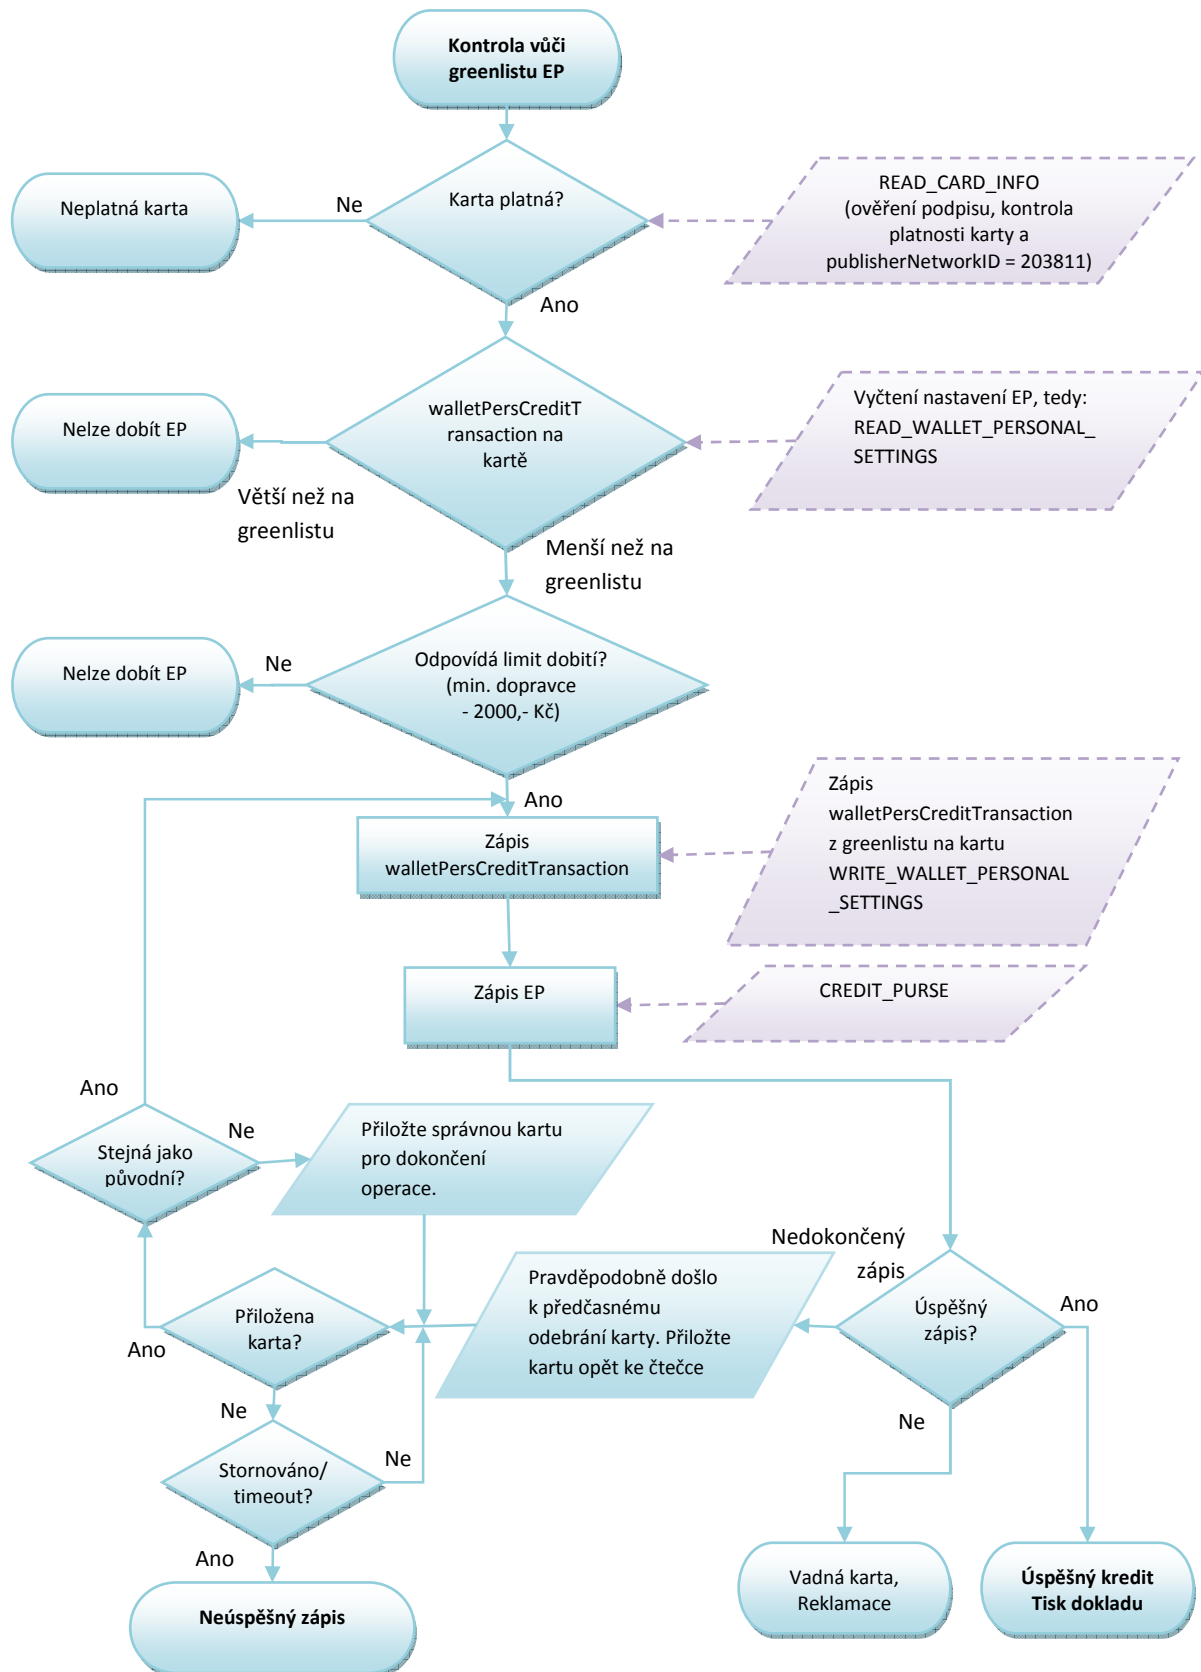 Kontrola vůči
greenlistu EP
Karta platná?
Ne
Neplatná karta
READ_CARD_INFO
(ověření podpisu, kontrola
platnosti karty a
publisherNetworkID = 203811)
Ano
walletPersCreditT
ransaction na
kartě
Nelze dobít EP
Větší než na
greenlistu
Vyčtení nastavení EP, tedy:
READ_WALLET_PERSONAL_
SETTINGS
Menší než na
greenlistu
Odpovídá limit dobití?
(min. dopravce
- 2000,- Kč)
Ne
Nelze dobít EP
Ano
Zápis
walletPersCreditTransaction
Zápis
walletPersCreditTransaction
z greenlistu na kartu
WRITE_WALLET_PERSONAL
_SETTINGS
Zápis EP
CREDIT_PURSE
Ano
Stejná jako
původní?
Ne
Přiložte správnou kartu
pro dokončení
operace.
Nedokončený
zápis
Úspěšný
zápis?
Ano
Pravděpodobně došlo
k předčasnému
odebrání karty. Přiložte
kartu opět ke čtečce
Přiložena
karta?
Ano
Ne
Ne
Stornováno/
timeout?
Ne
Ano
Neúspěšný zápis
Vadná karta,
Reklamace
Úspěšný kredit
Tisk dokladu